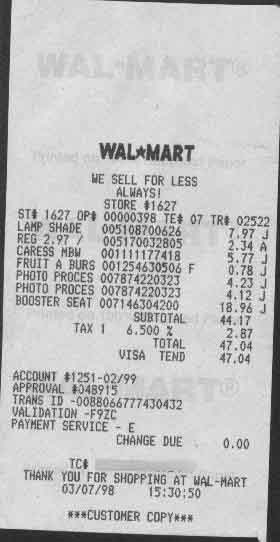 WAL-MART®
WAL★MART
WE SELL FOR LESS
ALWAYS!
STORE #1627
ST# 1627 OP# 00000398 TE# 07 TR# 02522
LAMP SHADE 005108700626 7.97 J
REG 2.97 / 005170032805 2.34 A
CARESS MBW 001111177418 5.77 J
FRUIT A BURS 001254630506 F 0.78 J
PHOTO PROCES 007874220323 4.23 J
PHOTO PROCES 007874220323 4.12 J
BOOSTER SEAT 007146304200 18.96 J
SUBTOTAL 44.17
TAX 1 6.500 % 2.87
TOTAL 47.04
VISA TEND 47.04
ACCOUNT #1251-02/99
APPROVAL #048915
TRANS ID -0088066777430432
VALIDATION -F9ZC
PAYMENT SERVICE - E
CHANGE DUE 0.00
TC#
THANK YOU FOR SHOPPING AT WAL-MART
03/07/98 15:30:50
***CUSTOMER COPY***